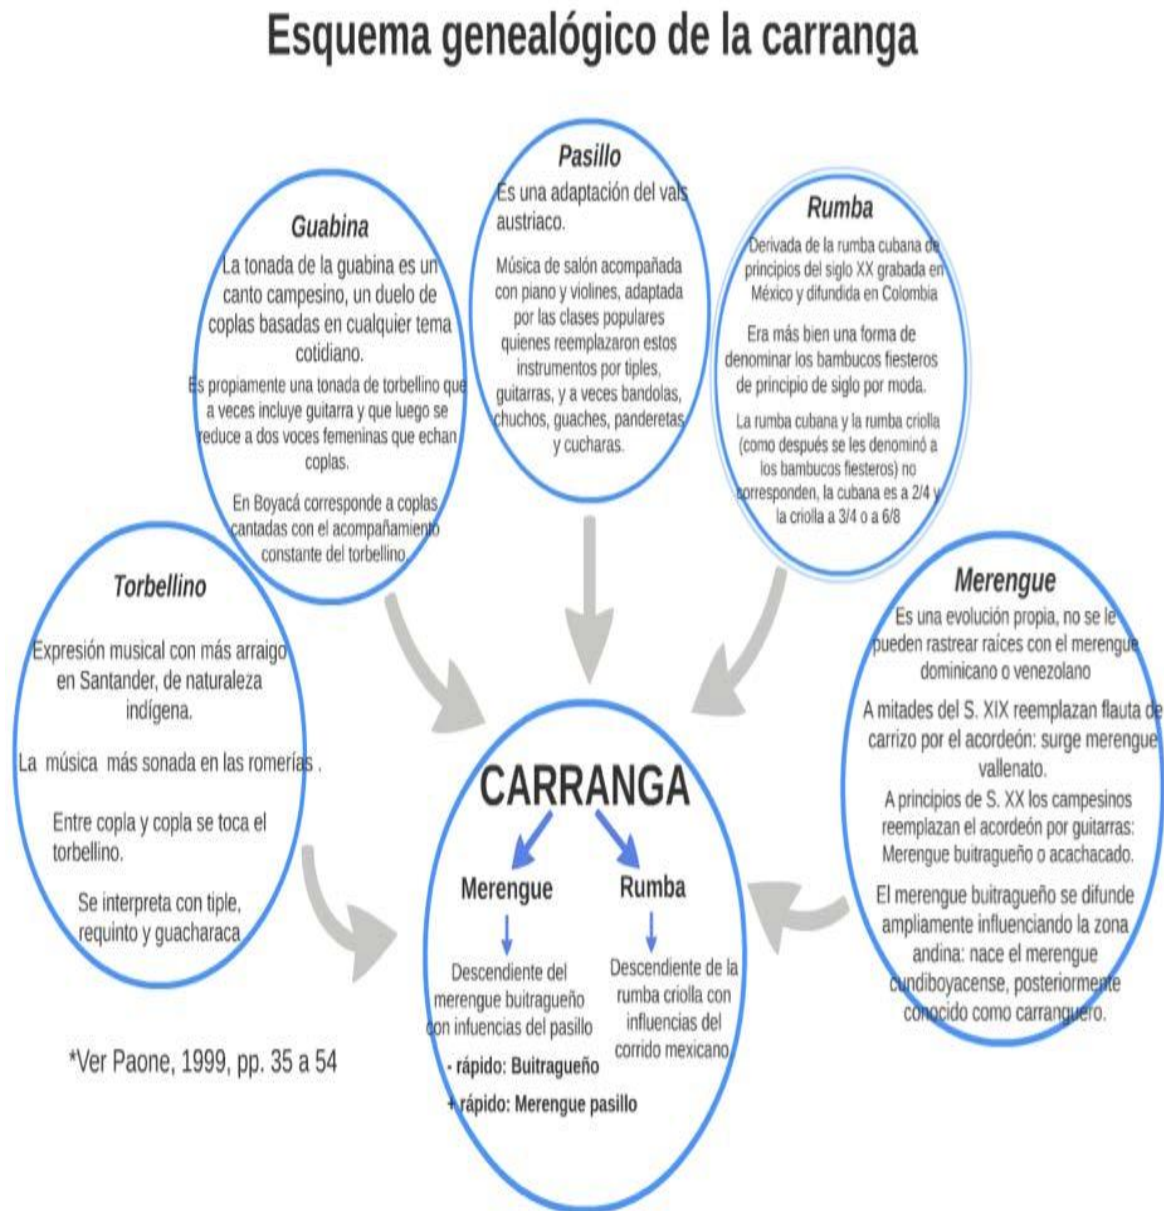 Esquema genealógico de la carranga
Pasillo
Es una adaptación del vals
austriaco.
Música de salón acompañada
con piano y violines, adaptada
por las clases populares
quienes reemplazaron estos
instrumentos por tiples,
guitarras, y a veces bandolas,
chuchos, guaches, panderetas
y cucharas.
Guabina
La tonada de la guabina es un
canto campesino, un duelo de
coplas basadas en cualquier tema
cotidiano.
Es propiamente una tonada de torbellino que
a veces incluye guitarra y que luego se
reduce a dos voces femeninas que echan
coplas.
En Boyacá corresponde a coplas
cantadas con el acompañamiento
constante del torbellino.
Rumba
Derivada de la rumba cubana de
principios del siglo XX grabada en
México y difundida en Colombia
Era más bien una forma de
denominar los bambucos fiesteros
de principio de siglo por moda.
La rumba cubana y la rumba criolla
(como después se les denominó a
los bambucos fiesteros) no
corresponden, la cubana es a 2/4 y
la criolla a 3/4 o a 6/8
Torbellino
Expresión musical con más arraigo
en Santander, de naturaleza
indígena.
La música más sonada en las romerías .
Entre copla y copla se toca el
torbellino.
Se interpreta con tiple,
requinto y guacharaca
Merengue
Es una evolución propia, no se le
pueden rastrear raíces con el merengue
dominicano o venezolano
A mitades del S. XIX reemplazan flauta de
carrizo por el acordeón: surge merengue
vallenato.
A principios de S. XX los campesinos
reemplazan el acordeón por guitarras:
Merengue buitragueño o acachacado.
El merengue buitragueño se difunde
ampliamente influenciando la zona
andina: nace el merengue
cundiboyacense, posteriormente
conocido como carranguero.
CARRANGA
Merengue
Descendiente del
merengue buitragueño
con infuencias del pasillo
- rápido: Buitragueño
+ rápido: Merengue pasillo
Rumba
Descendiente de la
rumba criolla con
influencias del
corrido mexicano.
*Ver Paone, 1999, pp. 35 a 54